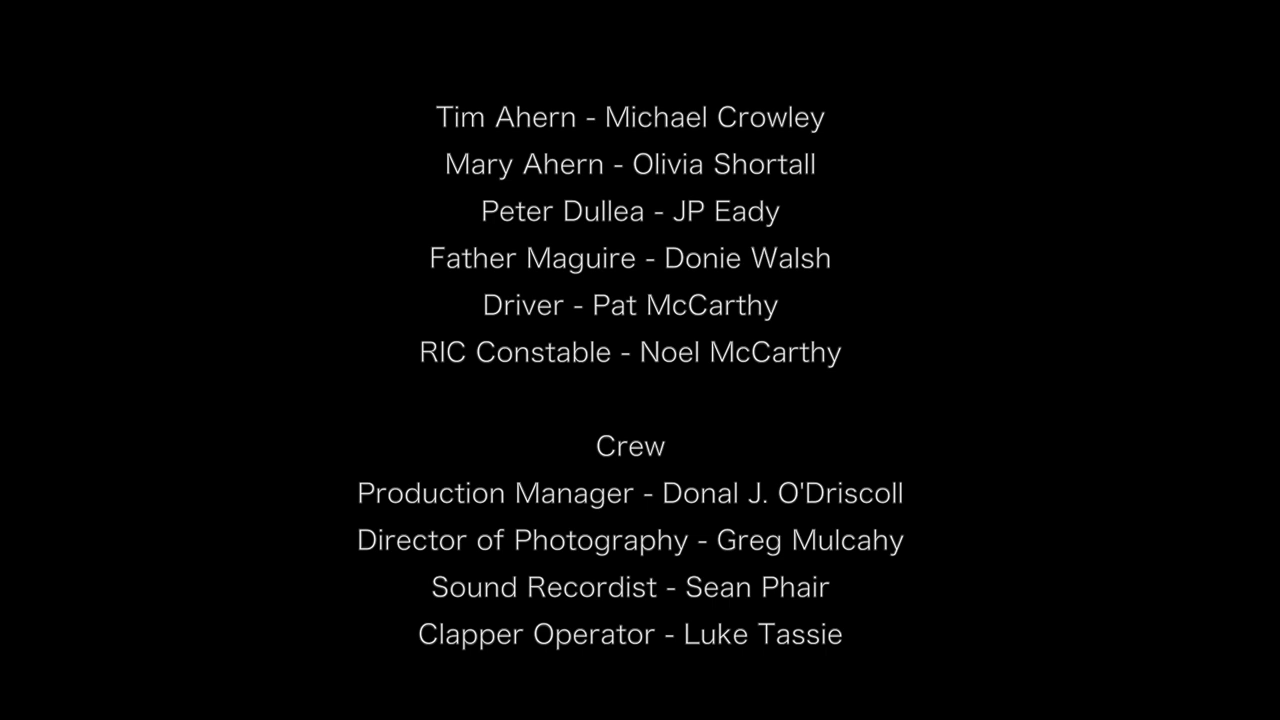 Tim Ahern - Michael Crowley
Mary Ahern - Olivia Shortall
Peter Dullea - JP Eady
Father Maguire - Donie Walsh
Driver - Pat McCarthy
RIC Constable - Noel McCarthy
Crew
Production Manager - Donal J. O'Driscoll
Director of Photography - Greg Mulcahy
Sound Recordist - Sean Phair
Clapper Operator - Luke Tassie